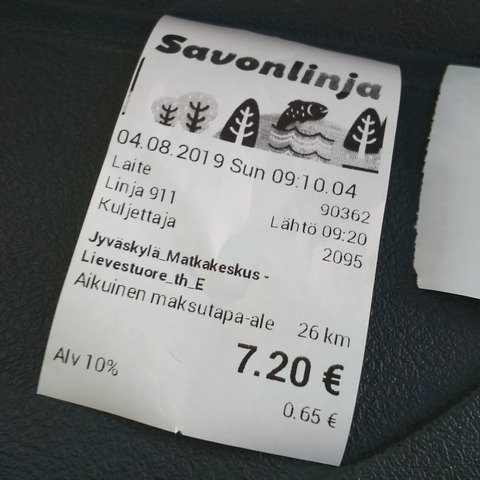 Savonlinja
04.08.2019 Sun 09:10.04
Laite 90362
Linja 911 Lähtö 09:20
Kuljettaja 2095
Jyväskylä_Matkakeskus -
Lievestuore_th_E
Aikuinen maksutapa-ale 26 km
7.20 €
Alv 10% 0.65 €